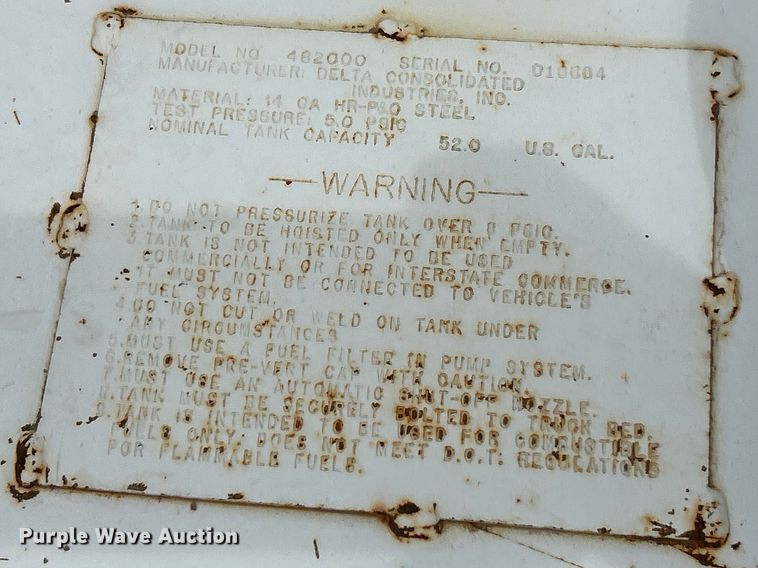 MODEL NO 482000 SERIAL NO. 010604
MANUFACTURER: DELTA CONSOLIDATED
INDUSTRIES, INC.
MATERIAL: 14 GA HR-P&O STEEL
TEST PRESSURE: 5.0 PSIG
NOMINAL TANK CAPACITY 52.0 U.S. GAL.
WARNING
1. DO NOT PRESSURIZE TANK OVER 3 PSIG.
2. TANK TO BE HOISTED ONLY WHEN EMPTY.
3. TANK IS NOT INTENDED TO BE USED
COMMERCIALLY OR FOR INTERSTATE COMMERCE.
IT MUST NOT BE CONNECTED TO VEHICLE'S
FUEL SYSTEM.
4. DO NOT CUT OR WELD ON TANK UNDER
ANY CIRCUMSTANCES
5. MUST USE A FUEL FILTER IN PUMP SYSTEM.
6. REMOVE PRE-VENT CAP WITH CAUTION.
7. MUST USE AN AUTOMATIC SHUT-OFF NOZZLE.
8. TANK MUST BE SECURELY BOLTED TO TRUCK BED.
9. TANK IS INTENDED TO BE USED FOR COMBUSTIBLE
FUELS ONLY. DOES NOT MEET D.O.T. REGULATIONS
FOR FLAMMABLE FUELS.
Purple Wave Auction